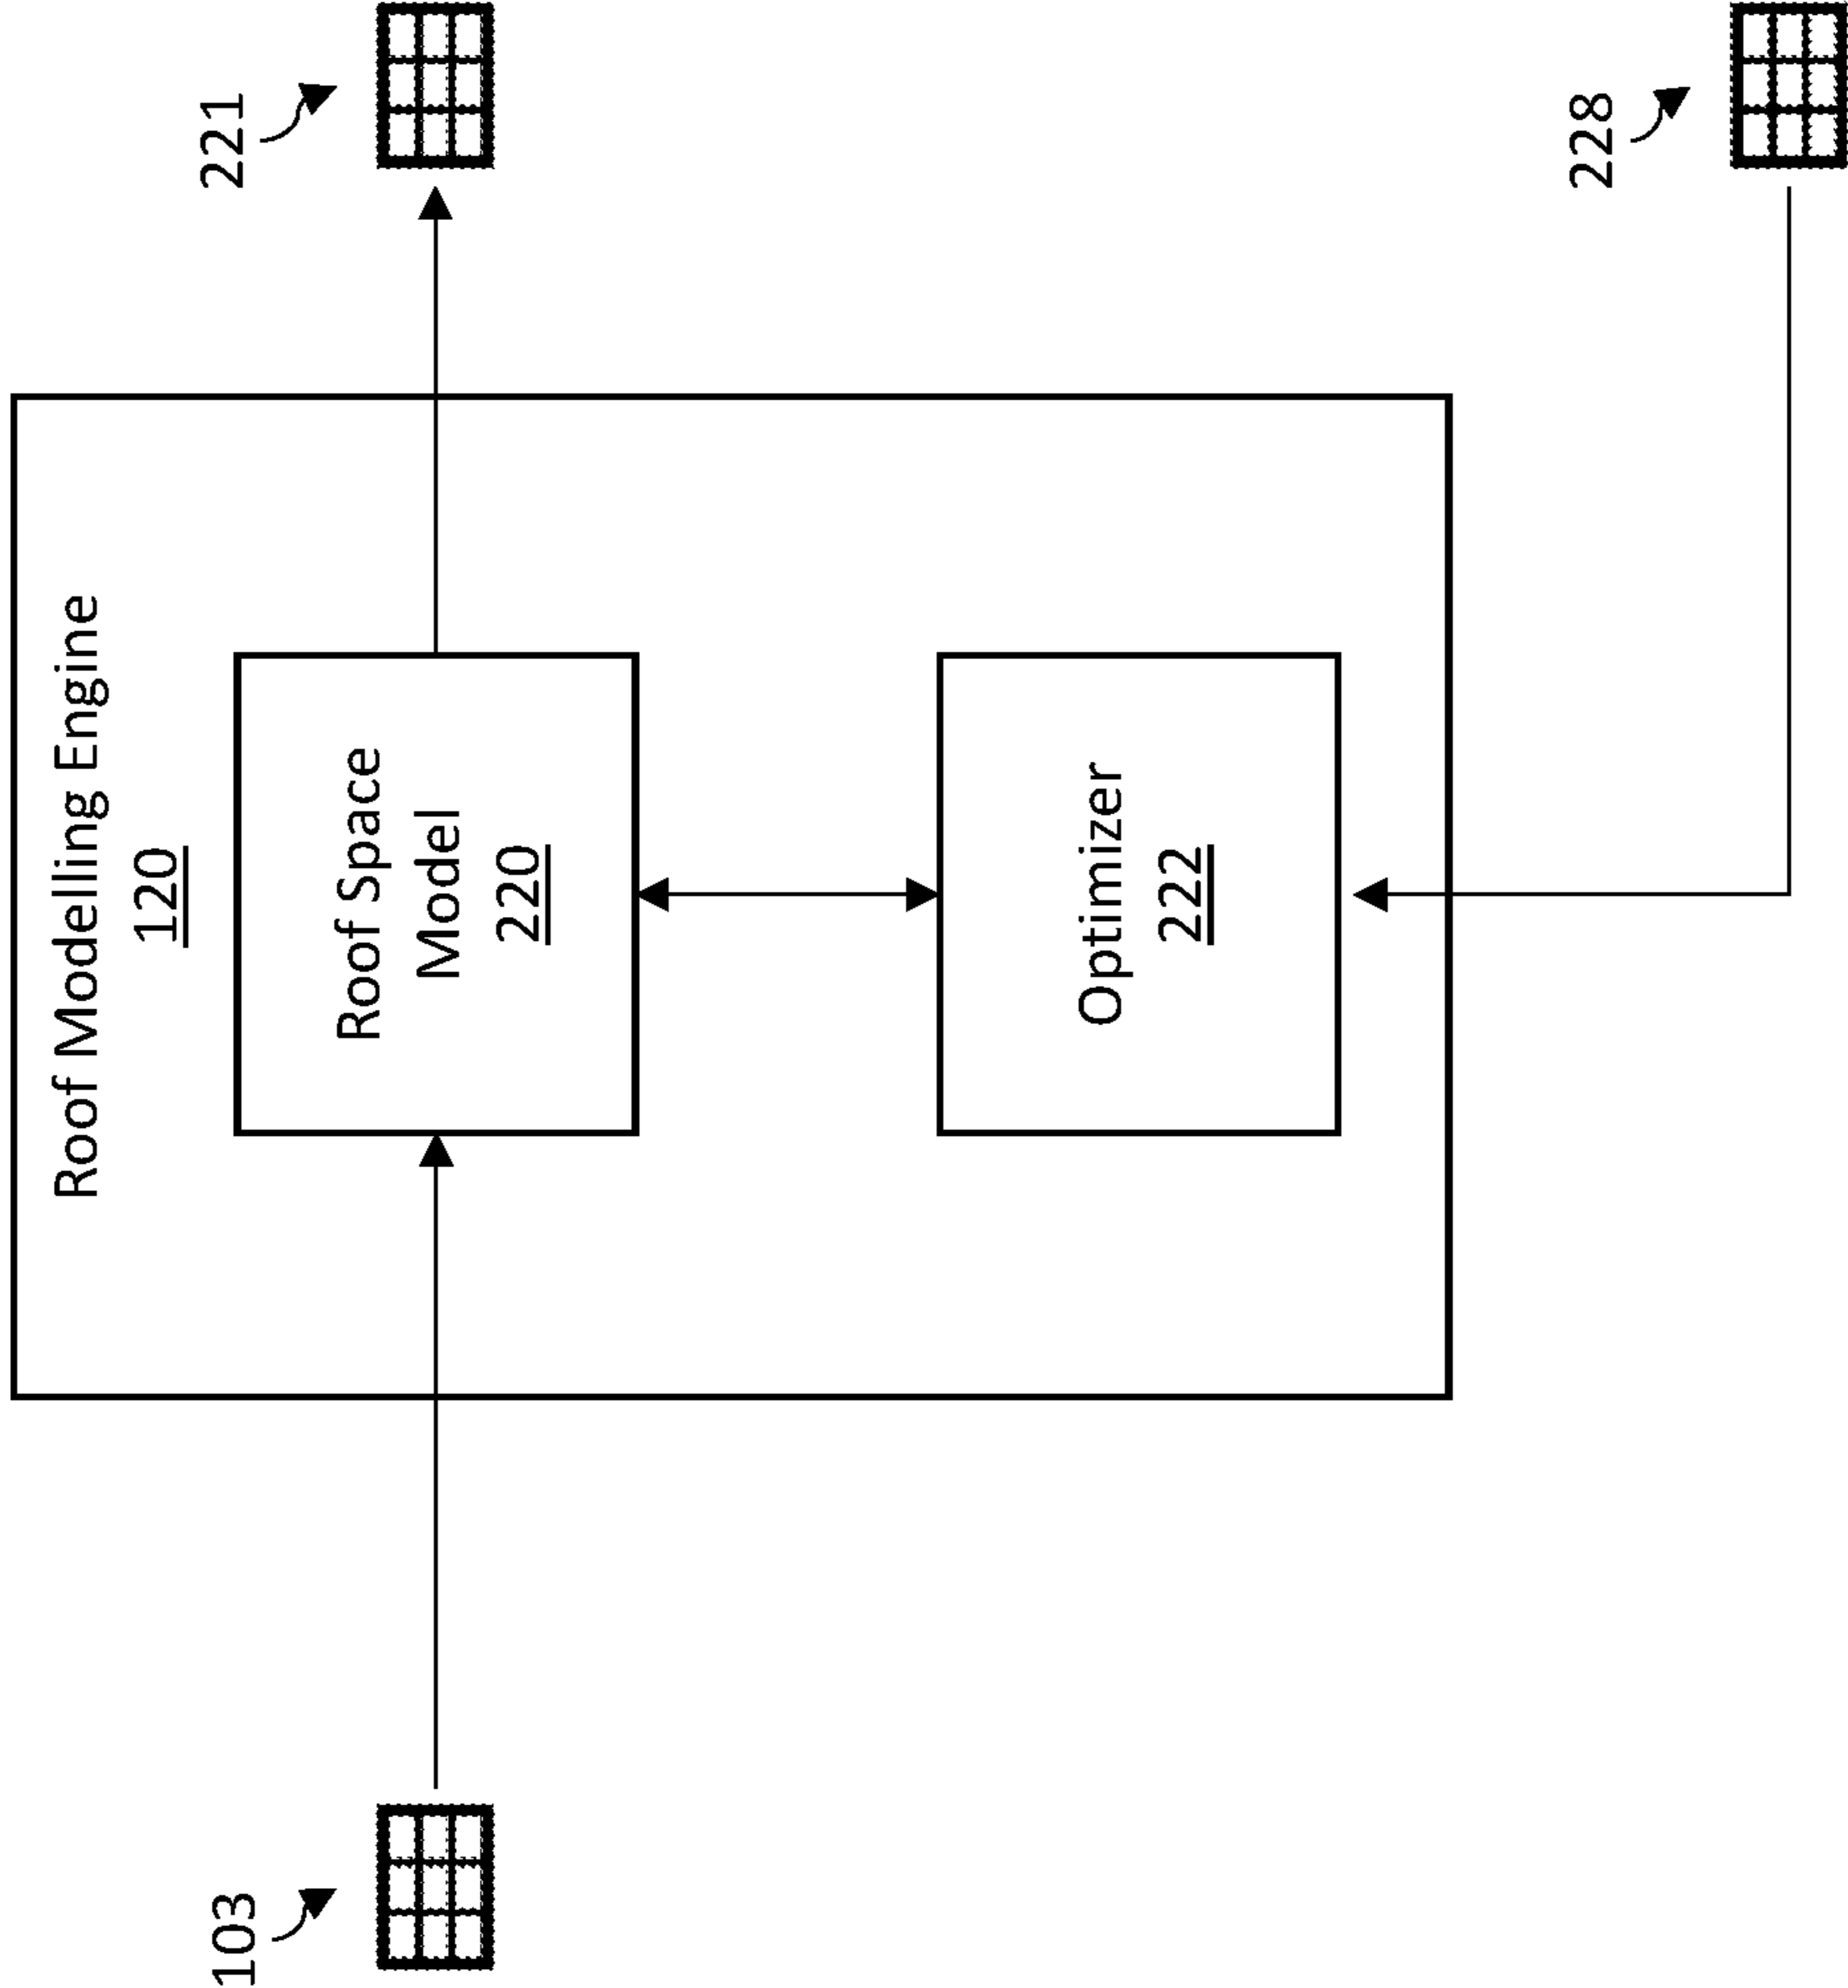 Roof Modelling Engine
120
103
Roof Space
Model
220
221
Optimizer
222
228